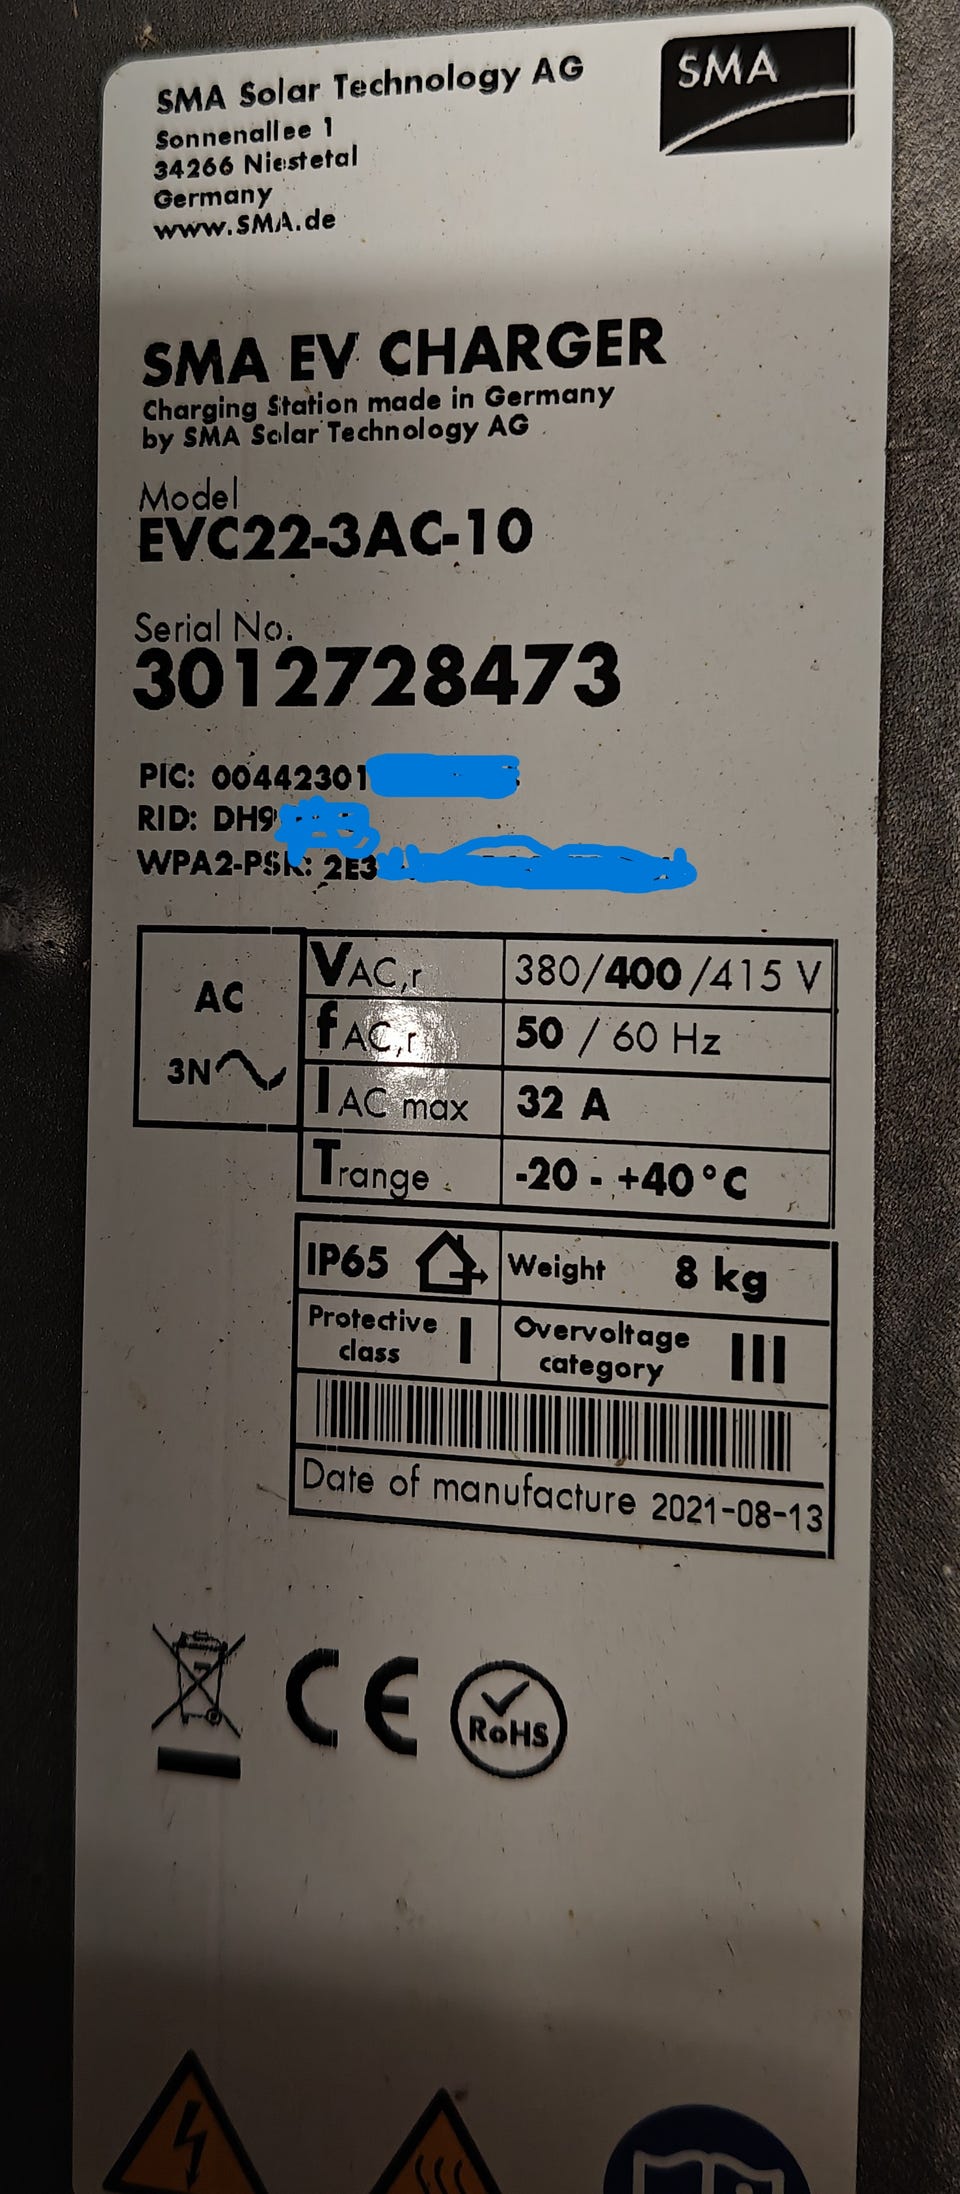 SMA Solar Technology AG
Sonnenallee 1
34266 Niestetal
Germany
www.SMA.de
SMA
SMA EV CHARGER
Charging Station made in Germany
by SMA Solar Technology AG
Model
EVC22-3AC-10
Serial No.
3012728473
PIC: 00442301
RID: DH9
WPA2-PSK: 2E3
AC
3N
VAC,r 380/400/415 V
fAC,r 50 / 60 Hz
IAC max 32 A
Trange -20 - +40°C
IP65 Weight 8 kg
Protective class I Overvoltage category III
Date of manufacture 2021-08-13
CE RoHS